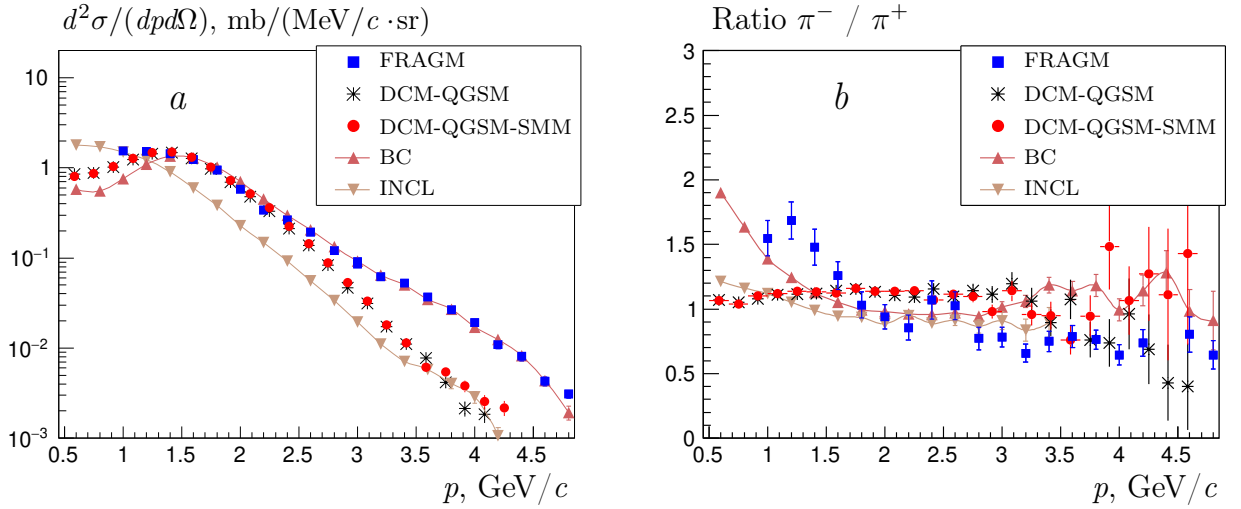 d²σ/(dpdΩ), mb/(MeV/c · sr)
10
1
10⁻¹
10⁻²
10⁻³
0.5 1 1.5 2 2.5 3 3.5 4 4.5
p, GeV/c
a
FRAGM
DCM-QGSM
DCM-QGSM-SMM
BC
INCL
Ratio π⁻ / π⁺
3
2.5
2
1.5
1
0.5
0
0.5 1 1.5 2 2.5 3 3.5 4 4.5
p, GeV/c
b
FRAGM
DCM-QGSM
DCM-QGSM-SMM
BC
INCL